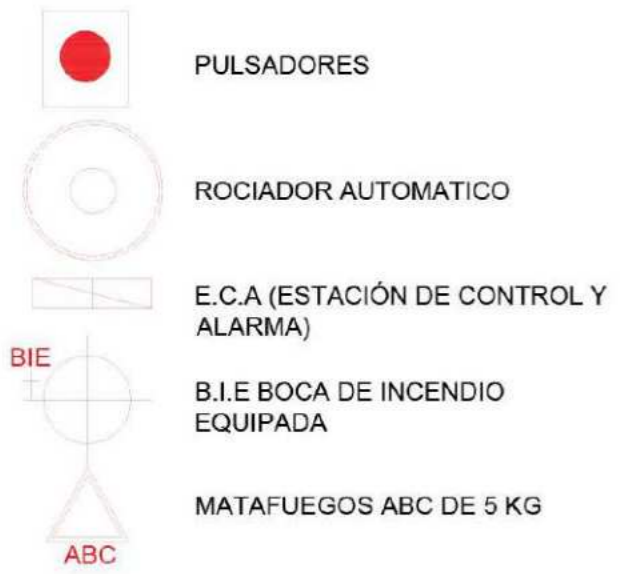 PULSADORES
ROCIADOR AUTOMATICO
E.C.A (ESTACIÓN DE CONTROL Y
ALARMA)
BIE
B.I.E BOCA DE INCENDIO
EQUIPADA
MATAFUEGOS ABC DE 5 KG
ABC